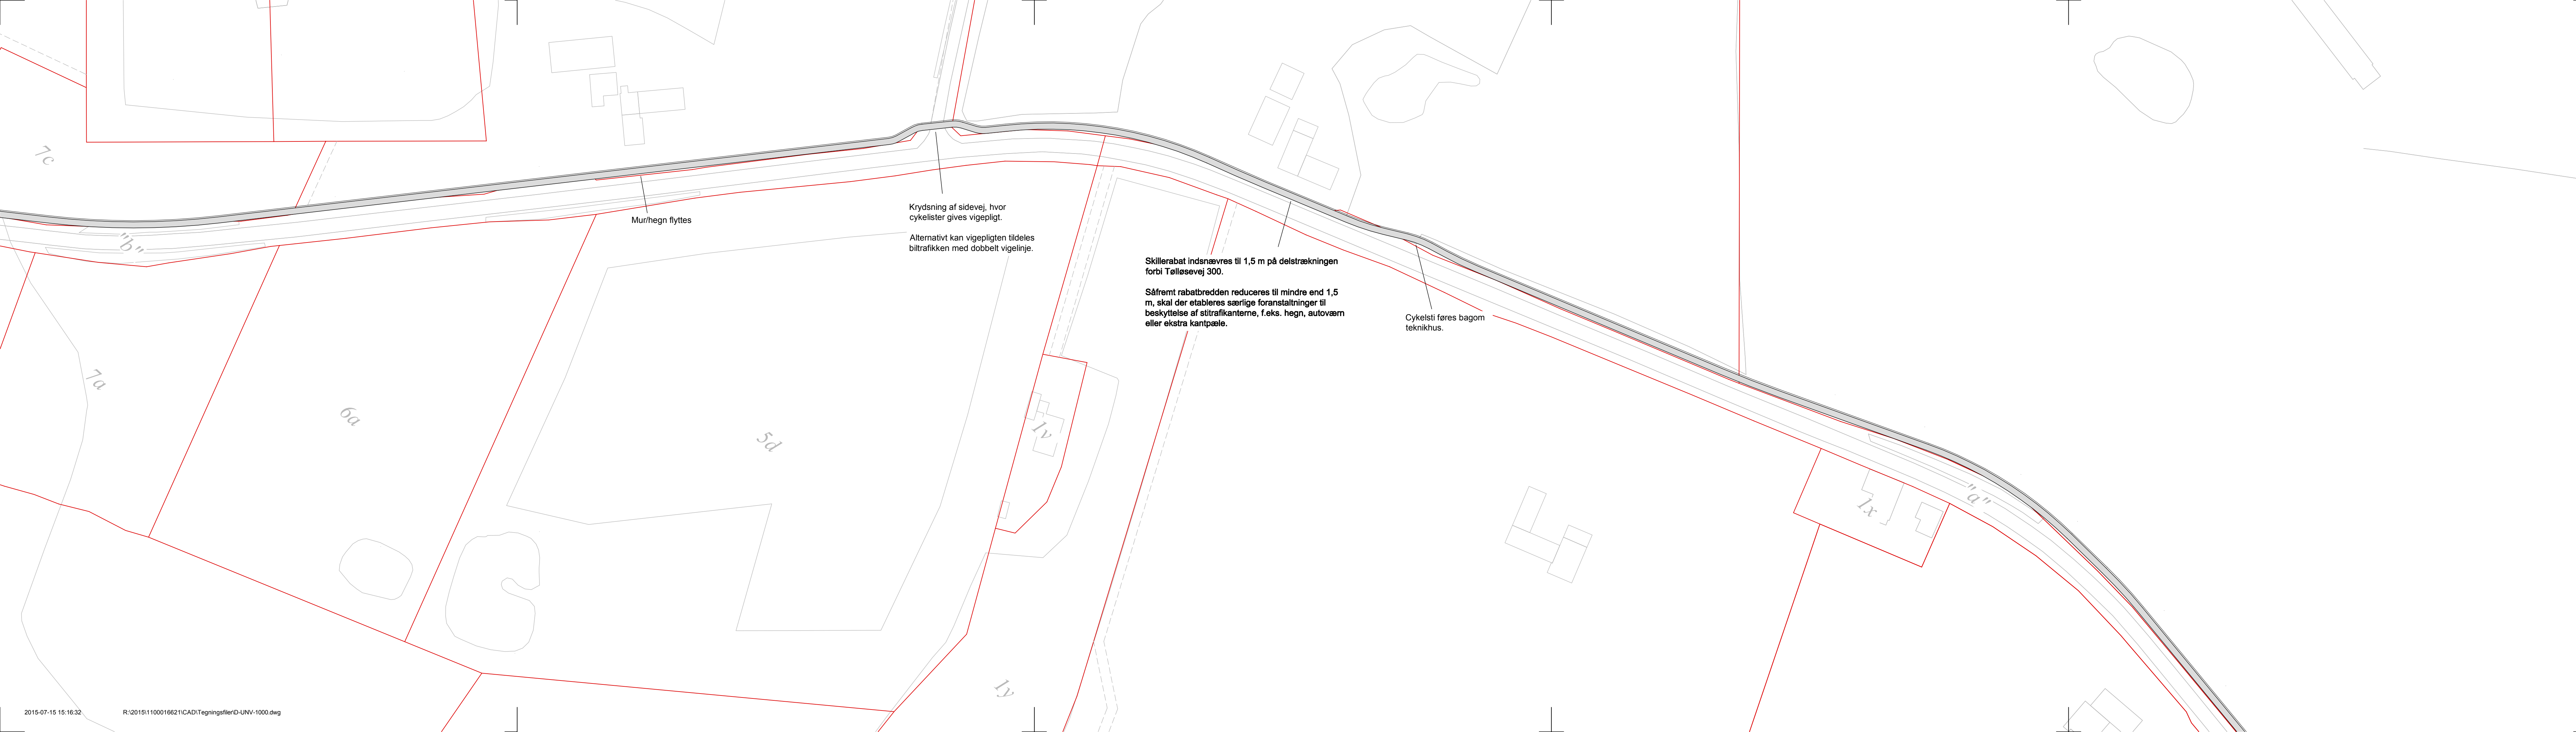 7c
"b"
Mur/hegn flyttes
Krydsning af sidevej, hvor
cykelister gives vigepligt.
Alternativt kan vigepligten tildeles
biltrafikken med dobbelt vigelinje.
Skillerabat indsnævres til 1,5 m på delstrækningen
forbi Tølløsevej 300.
Såfremt rabatbredden reduceres til mindre end 1,5
m, skal der etableres særlige foranstaltninger til
beskyttelse af stitrafikanterne, f.eks. hegn, autoværn
eller ekstra kantpæle.
Cykelsti føres bagom
teknikhus.
7a
6a
5d
1v
1x
"a"
1y
2015-07-15 15:16:32
R:\2015\1100016621\CAD\Tegningsfiler\D-UNV-1000.dwg